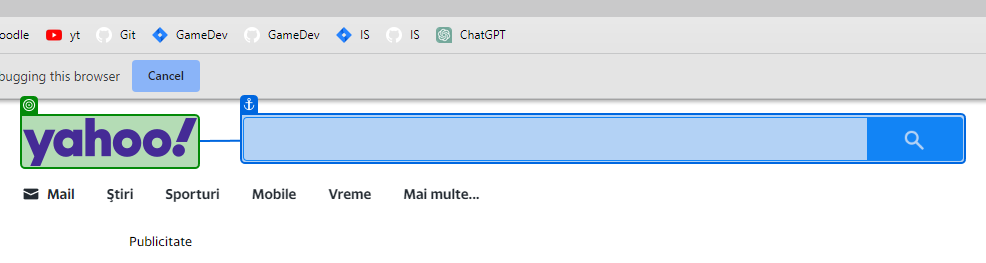 oodle yt Git GameDev GameDev IS IS ChatGPT
bugging this browser Cancel
yahoo!
Mail Știri Sporturi Mobile Vreme Mai multe...
Publicitate